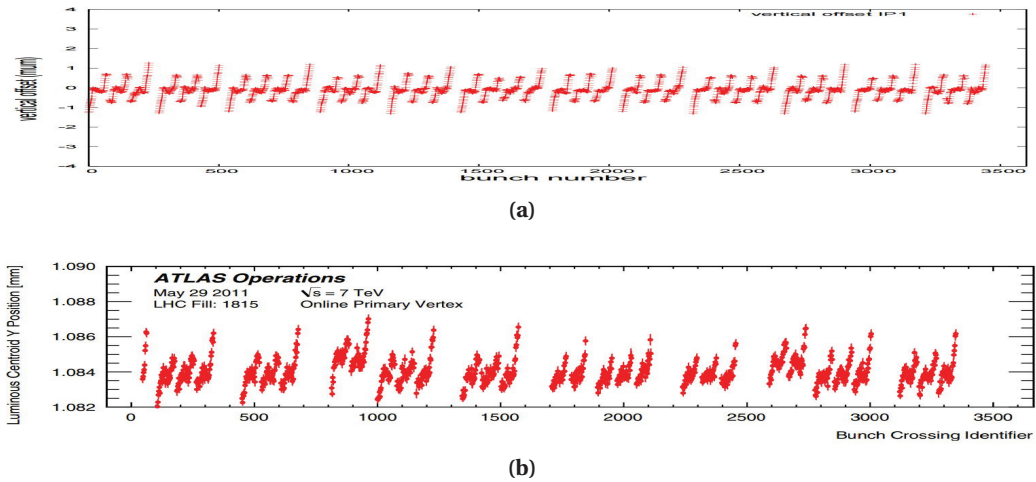 4
3
2
1
0
-1
-2
-3
-4
vertical offset (mum)
vertical offset IP1
0 500 1000 1500 2000 2500 3000 3500
bunch number
(a)
1.090
1.088
1.086
1.084
1.082
Luminous Centroid Y Position [mm]
ATLAS Operations
May 29 2011 √s = 7 TeV
LHC Fill: 1815 Online Primary Vertex
0 500 1000 1500 2000 2500 3000 3500
Bunch Crossing Identifier
(b)